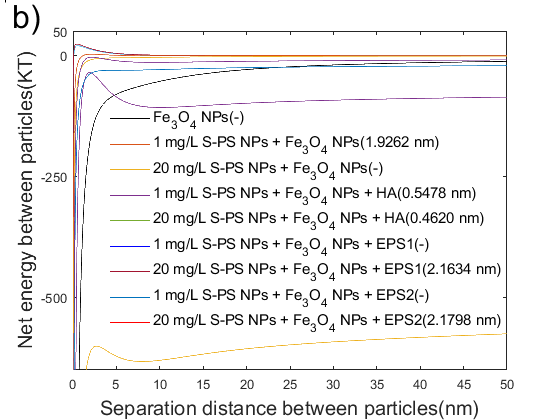 b)
50
0
-250
-500
Net energy between particles(KT)
Fe3O4 NPs(-)
1 mg/L S-PS NPs + Fe3O4 NPs(1.9262 nm)
20 mg/L S-PS NPs + Fe3O4 NPs(-)
1 mg/L S-PS NPs + Fe3O4 NPs + HA(0.5478 nm)
20 mg/L S-PS NPs + Fe3O4 NPs + HA(0.4620 nm)
1 mg/L S-PS NPs + Fe3O4 NPs + EPS1(-)
20 mg/L S-PS NPs + Fe3O4 NPs + EPS1(2.1634 nm)
1 mg/L S-PS NPs + Fe3O4 NPs + EPS2(-)
20 mg/L S-PS NPs + Fe3O4 NPs + EPS2(2.1798 nm)
0 5 10 15 20 25 30 35 40 45 50
Separation distance between particles(nm)